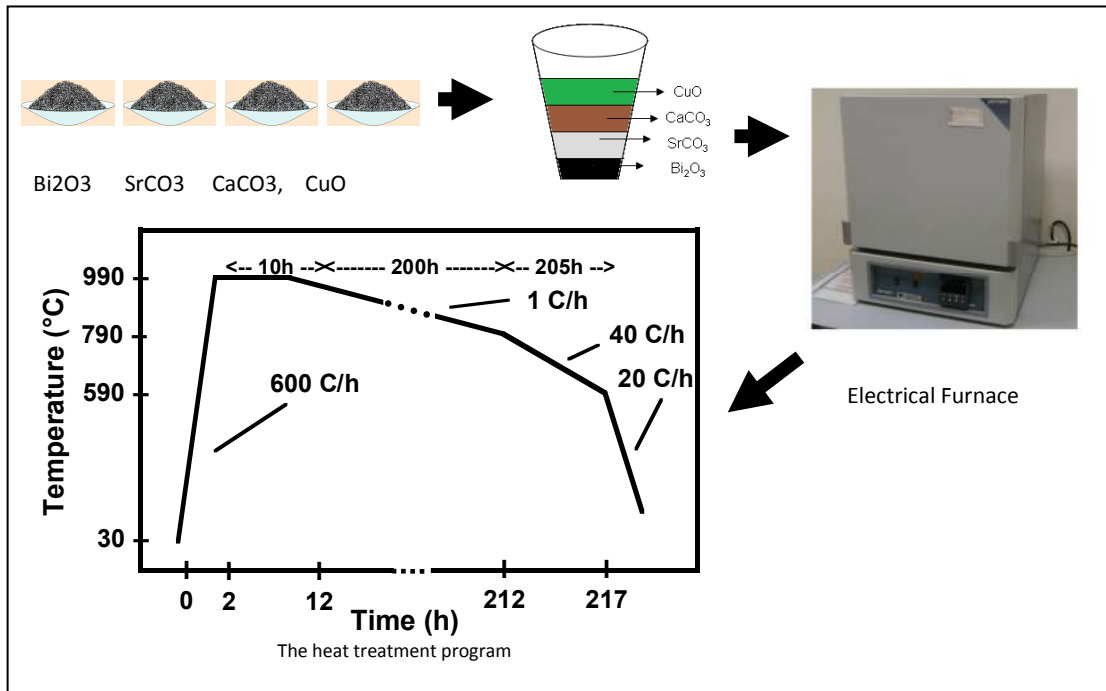 CuO
CaCO₃
SrCO₃
Bi₂O₃
Bi2O3 SrCO3 CaCO3, CuO
Electrical Furnace
Temperature (°C)
990
790
590
30
<-- 10h --><------- 200h -------><-- 205h -->
1 C/h
40 C/h
20 C/h
600 C/h
0 2 12 212 217
Time (h)
The heat treatment program